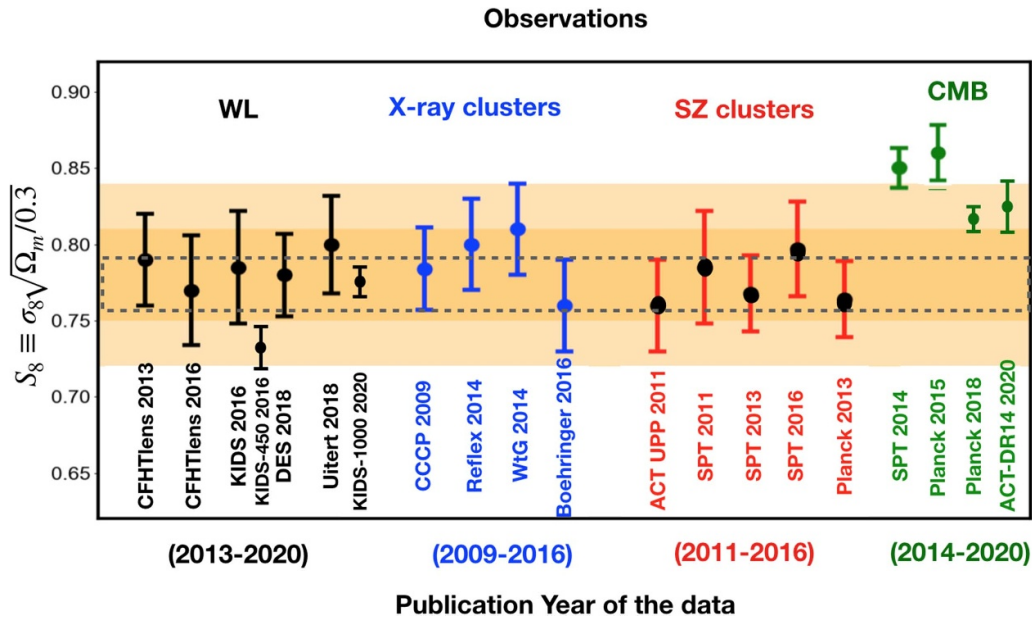 Observations
S₈ ≡ σ₈√Ωₘ/0.3
0.90
0.85
0.80
0.75
0.70
0.65
WL
X-ray clusters
SZ clusters
CMB
CFHTlens 2013
CFHTlens 2016
KIDS 2016
KIDS-450 2016
DES 2018
Uitert 2018
KIDS-1000 2020
CCCP 2009
Reflex 2014
WtG 2014
Boehringer 2016
ACT UPP 2011
SPT 2011
SPT 2013
SPT 2016
Planck 2013
SPT 2014
Planck 2015
Planck 2018
ACT-DR14 2020
(2013-2020)
(2009-2016)
(2011-2016)
(2014-2020)
Publication Year of the data